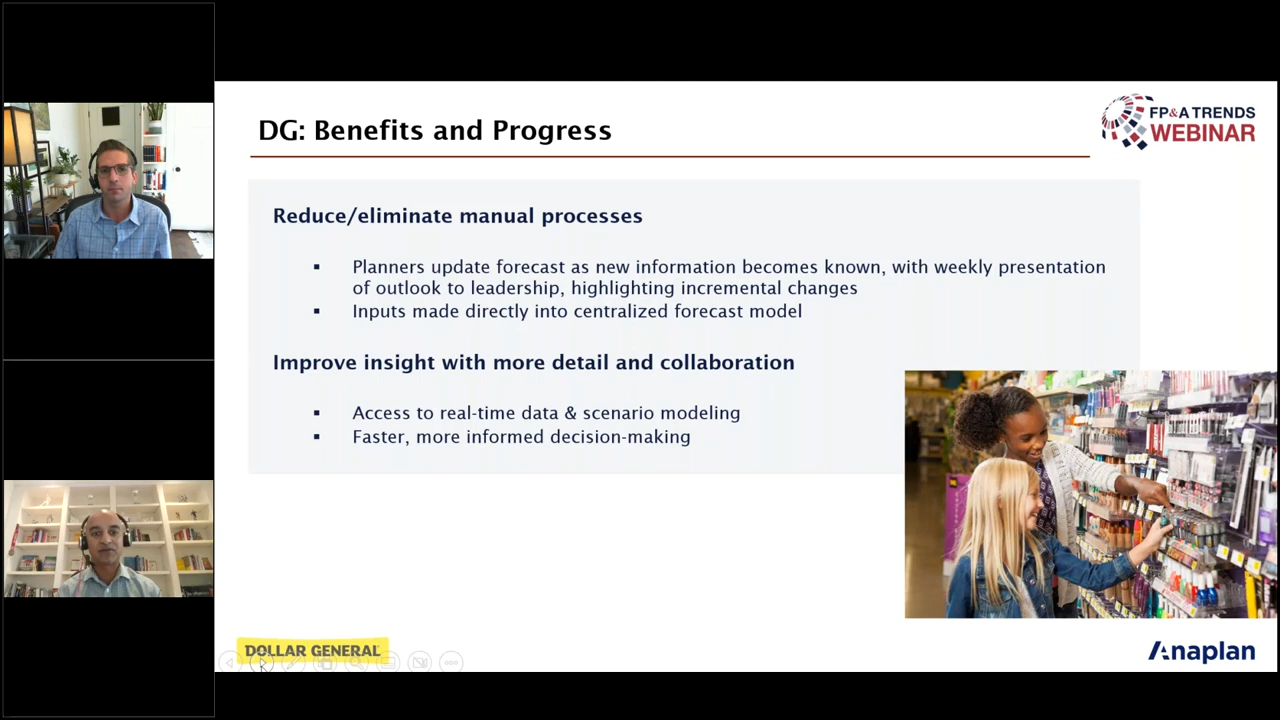 DG: Benefits and Progress
FP&A TRENDS
WEBINAR
Reduce/eliminate manual processes
▪ Planners update forecast as new information becomes known, with weekly presentation
of outlook to leadership, highlighting incremental changes
▪ Inputs made directly into centralized forecast model
Improve insight with more detail and collaboration
▪ Access to real-time data & scenario modeling
▪ Faster, more informed decision-making
DOLLAR GENERAL
Anaplan